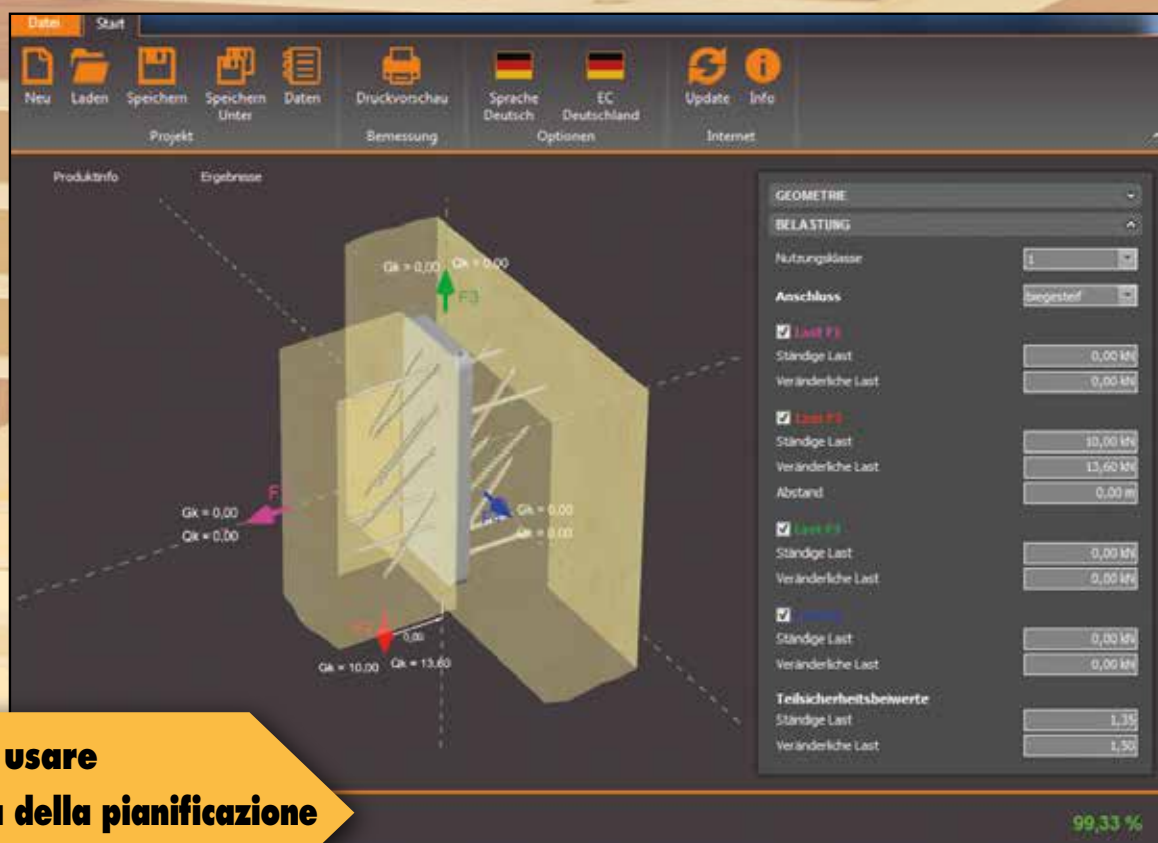 Datei Start
Neu Laden Speichern Speichern Unter Daten Druckvorschau Sprache Deutsch EC Deutschland Update Info
Projekt Bemessung Optionen Internet
Produktinfo Ergebnisse
GEOMETRIE
BELASTUNG
Nutzungsklasse 1
Anschluss biegesteif
Ständige Last 0,00 kN
Veränderliche Last 0,00 kN
Ständige Last 10,00 kN
Veränderliche Last 13,60 kN
Abstand 0,00 m
Ständige Last 0,00 kN
Veränderliche Last 0,00 kN
Ständige Last 0,00 kN
Veränderliche Last 0,00 kN
Teilsicherheitsbeiwerte
Ständige Last 1,35
Veränderliche Last 1,50
Gk = 0,00 Qk = 0,00
F3
Gk = 0,00
Qk = 0,00
Gk = 0,00
Qk = 0,00
0,00
Gk = 10,00 Qk = 13,60
usare
della pianificazione
99,33 %